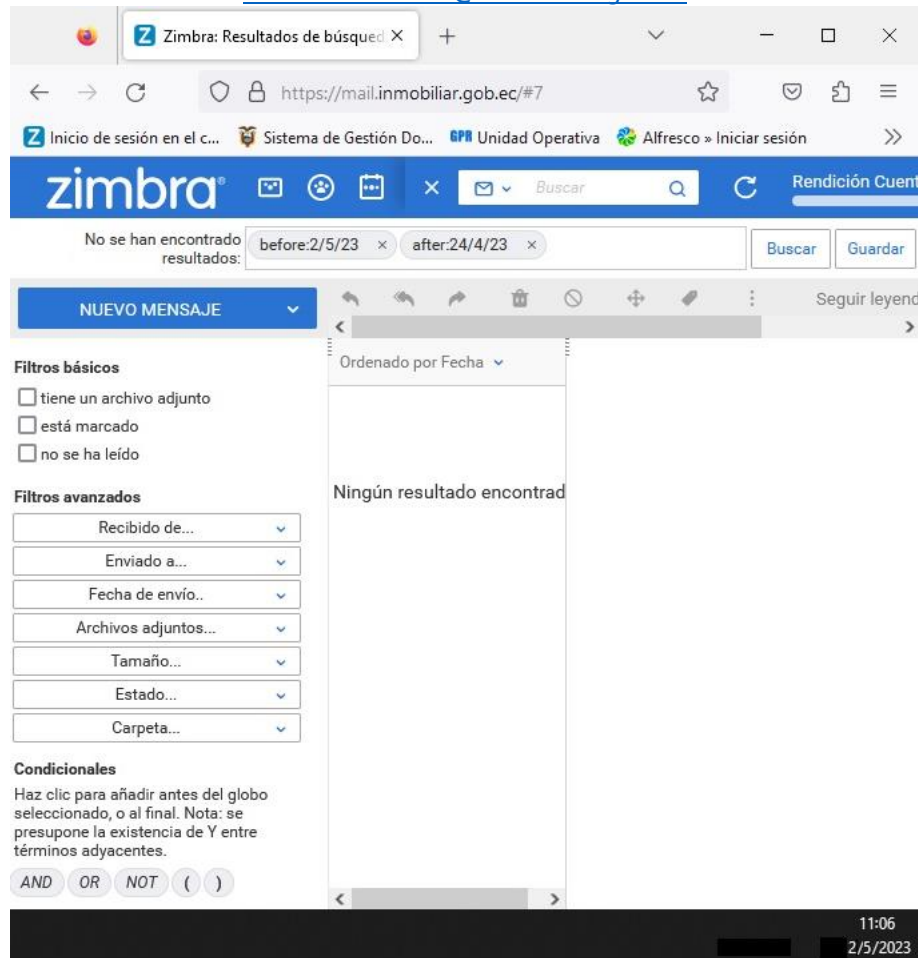 Zimbra: Resultados de búsqued
https://mail.inmobiliar.gob.ec/#7
Inicio de sesión en el c... Sistema de Gestión Do... GPR Unidad Operativa Alfresco » Iniciar sesión
zimbra Buscar Rendición Cuent
No se han encontrado resultados: before:2/5/23 × after:24/4/23 × Buscar Guardar
NUEVO MENSAJE Seguir leyend
Ordenado por Fecha
Filtros básicos
tiene un archivo adjunto
está marcado
no se ha leído
Ningún resultado encontrad
Filtros avanzados
Recibido de...
Enviado a...
Fecha de envío..
Archivos adjuntos...
Tamaño...
Estado...
Carpeta...
Condicionales
Haz clic para añadir antes del globo
seleccionado, o al final. Nota: se
presupone la existencia de Y entre
términos adyacentes.
AND OR NOT ( )
11:06
2/5/2023